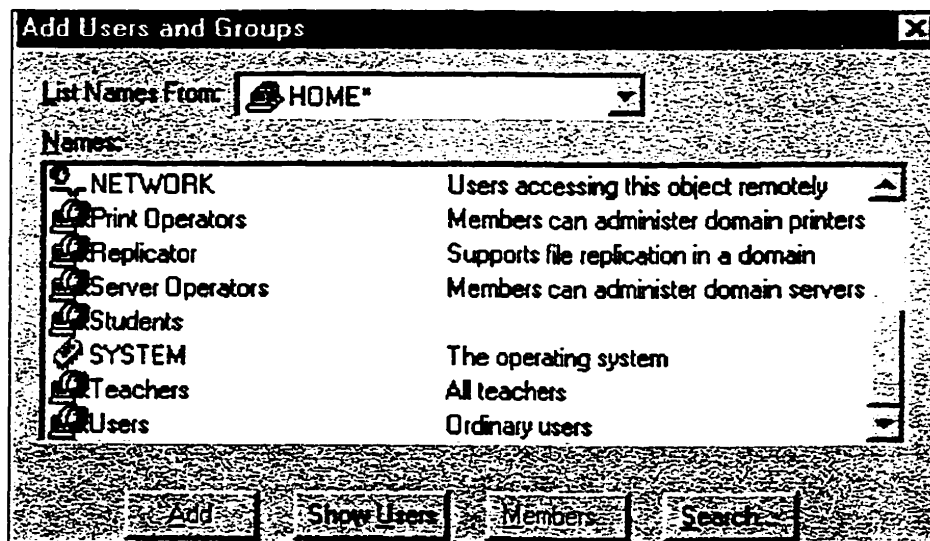 Add Users and Groups
List Names From: HOME*
Names:
NETWORK Users accessing this object remotely
Print Operators Members can administer domain printers
Replicator Supports file replication in a domain
Server Operators Members can administer domain servers
Students
SYSTEM The operating system
Teachers All teachers
Users Ordinary users
Add Show Users Members... Search...